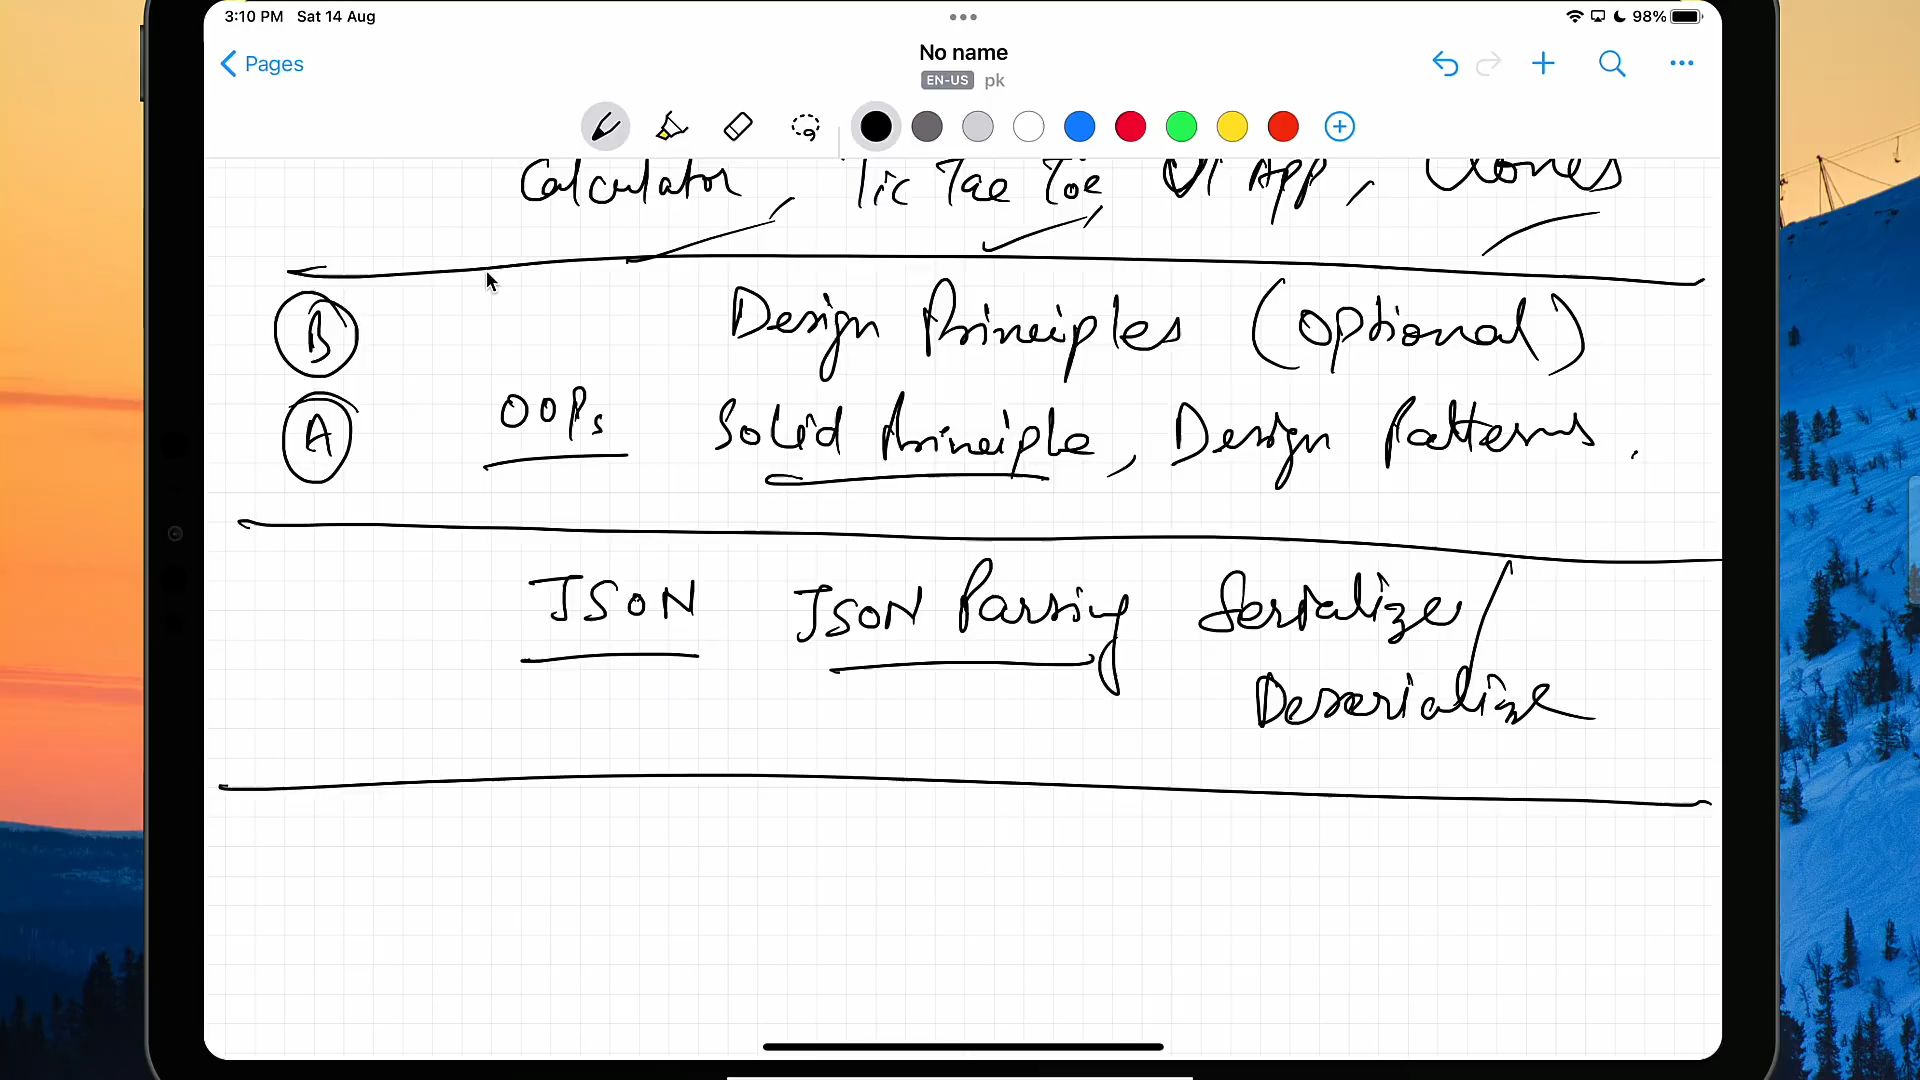 3:10 PM Sat 14 Aug
98%
Pages
No name
EN-US pk
Calculator, Tic Tac Toe UI APP, Clones
B Design Principles (Optional)
A OOPs Solid Principle, Design Patterns.
JSON JSON Parsing Serialize/
Deserialize